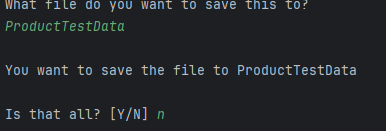 What file do you want to save this to?
ProductTestData
You want to save the file to ProductTestData
Is that all? [Y/N] n